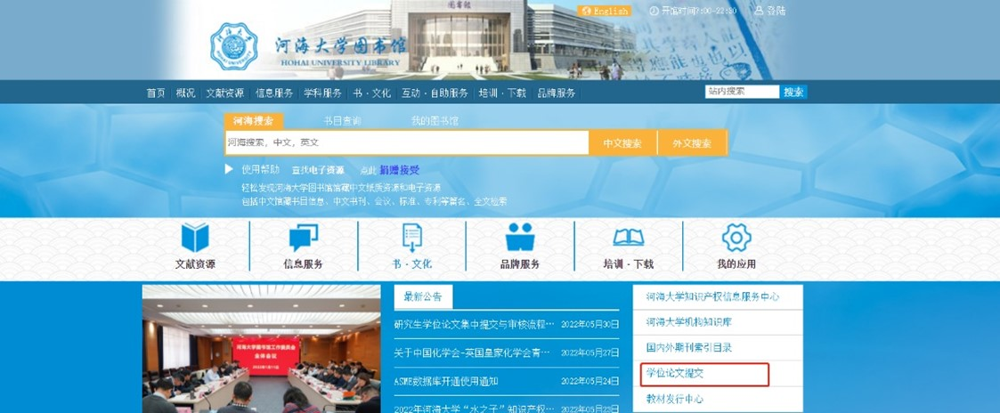 图书馆
English 开馆时间7:00-22:30 登陆
河海大学图书馆
HOHAI UNIVERSITY LIBRARY
首页 概况 文献资源 信息服务 学科服务 书·文化 互动·自助服务 培训·下载 品牌服务 站内搜索 搜索
河海搜索 书目查询 我的图书馆
河海搜索，中文，英文 中文搜索 外文搜索
使用帮助 查找电子资源 点此 捐赠接受
轻松发现河海大学图书馆馆藏中文纸质资源和电子资源
包括中文馆藏书目信息、中文书刊、会议、标准、专利等篇名、全文检索
文献资源 信息服务 书·文化 品牌服务 培训·下载 我的应用
河海大学图书馆工作委员会
全体会议
最新公告
研究生学位论文集中提交与审核流程… 2022年05月30日
关于中国化学会-英国皇家化学会青… 2022年05月27日
ASME数据库开通使用通知 2022年05月24日
2022年河海大学“水之子”知识产权… 2022年05月23日
河海大学知识产权信息服务中心
河海大学机构知识库
国内外期刊索引目录
学位论文提交
教材发行中心